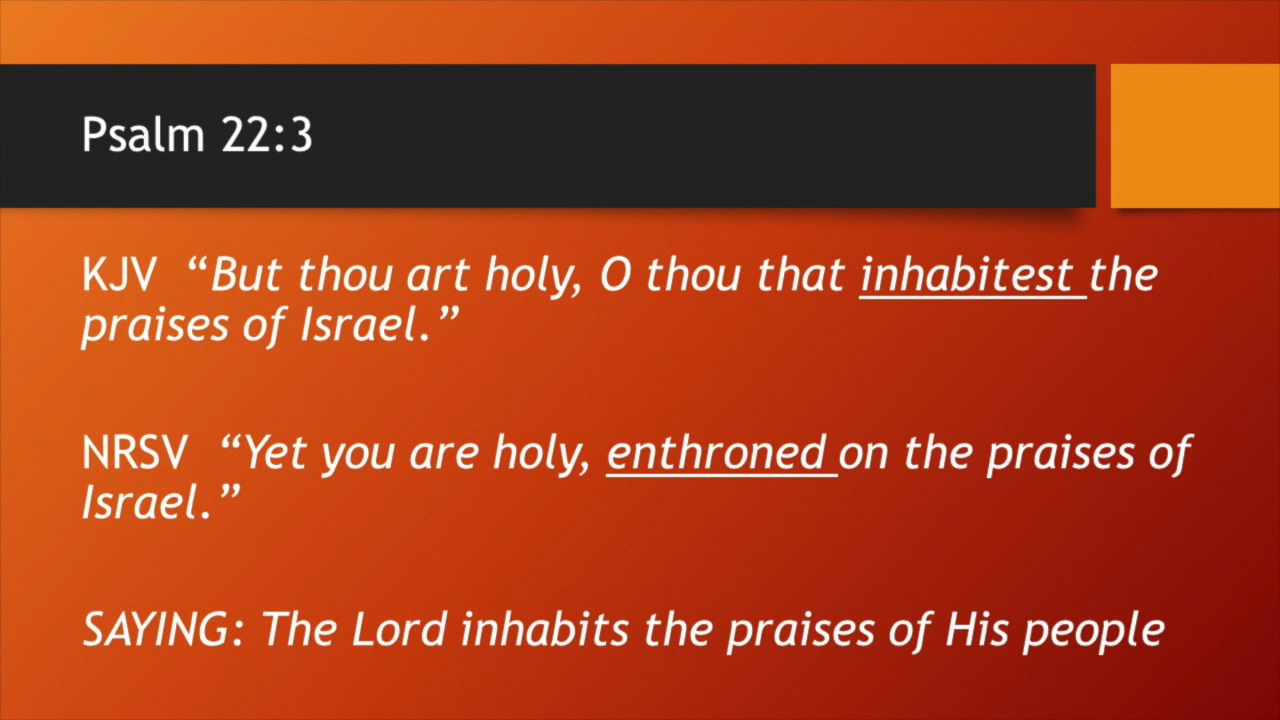 Psalm 22:3
KJV “But thou art holy, O thou that inhabitest the
praises of Israel.”
NRSV “Yet you are holy, enthroned on the praises of
Israel.”
SAYING: The Lord inhabits the praises of His people